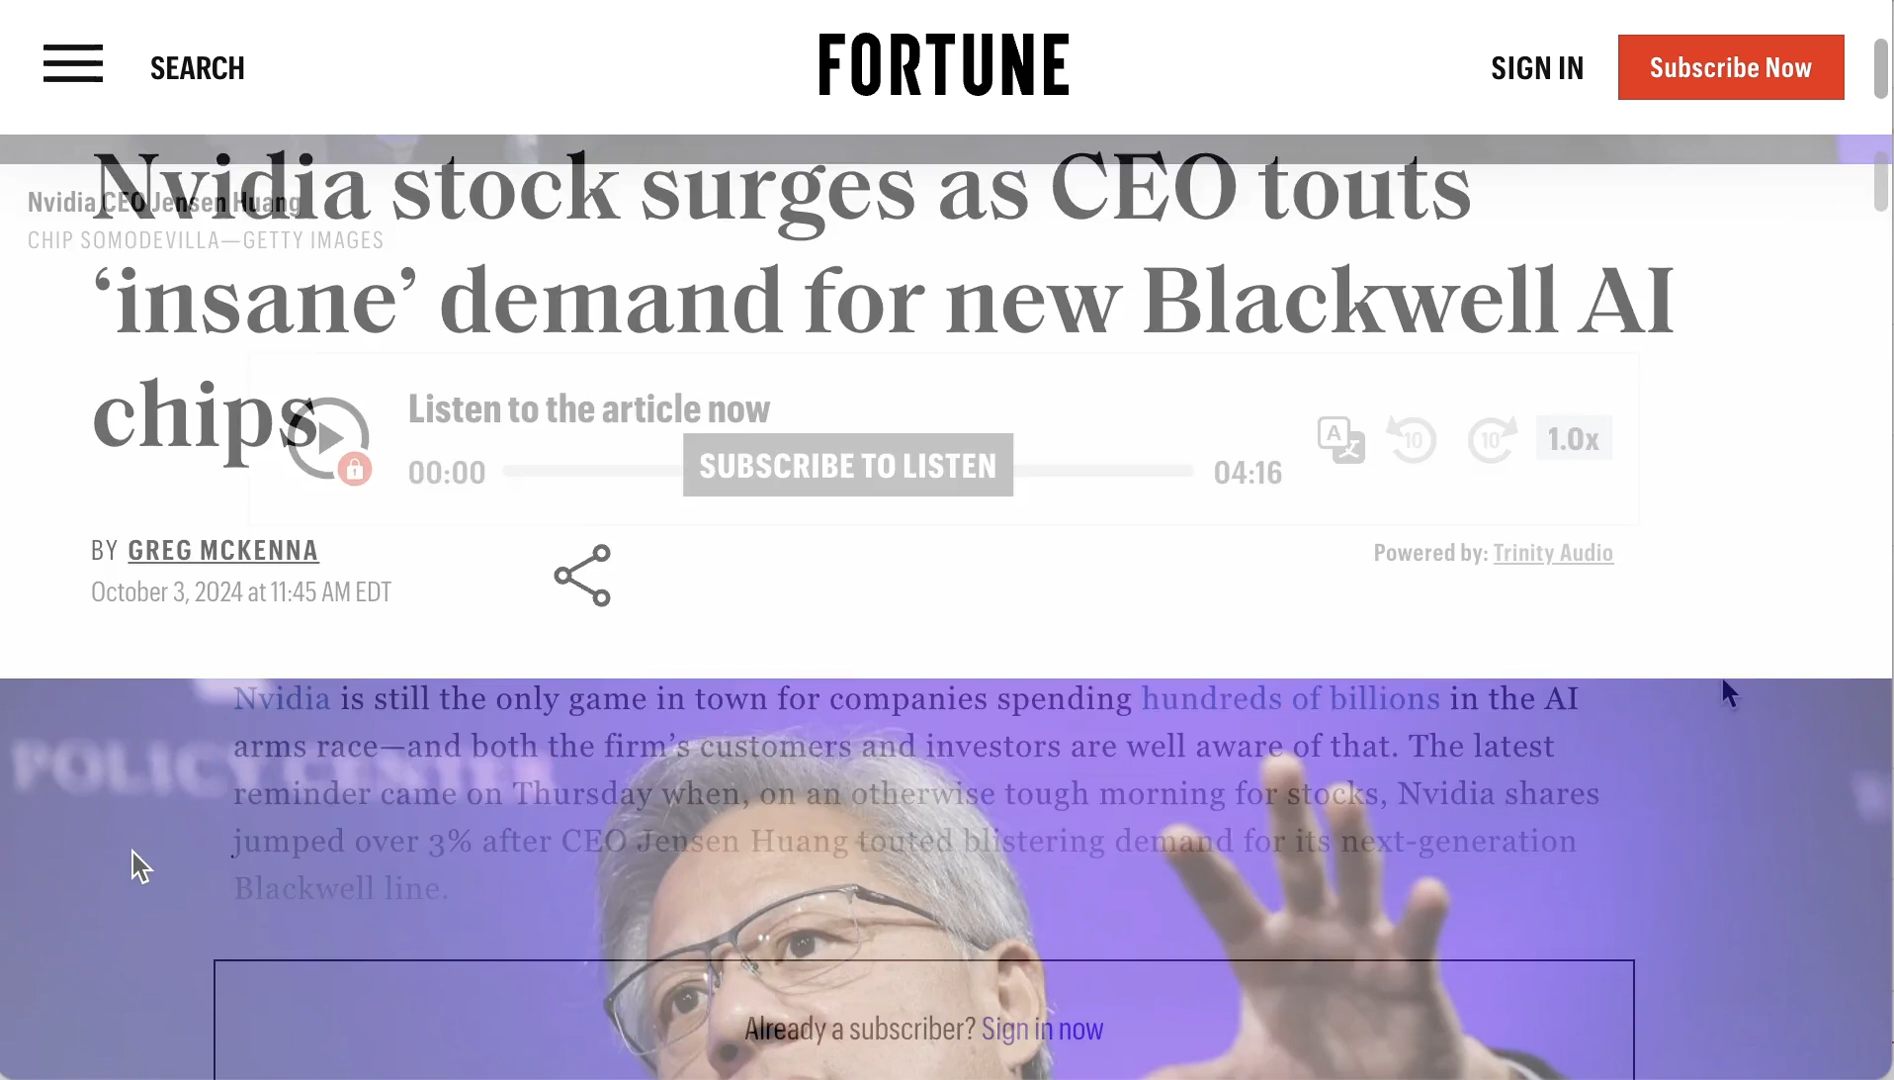 SEARCH
FORTUNE
SIGN IN
Subscribe Now
Nvidia stock surges as CEO touts
‘insane’ demand for new Blackwell AI
chips
Nvidia CEO Jensen Huang
CHIP SOMODEVILLA—GETTY IMAGES
Listen to the article now
00:00
SUBSCRIBE TO LISTEN
04:16
A
10
10
1.0x
BY GREG MCKENNA
October 3, 2024 at 11:45 AM EDT
Powered by: Trinity Audio
Nvidia is still the only game in town for companies spending hundreds of billions in the AI
arms race—and both the firm’s customers and investors are well aware of that. The latest
reminder came on Thursday when, on an otherwise tough morning for stocks, Nvidia shares
jumped over 3% after CEO Jensen Huang touted blistering demand for its next-generation
Blackwell line.
POLICY CENTER
Already a subscriber? Sign in now